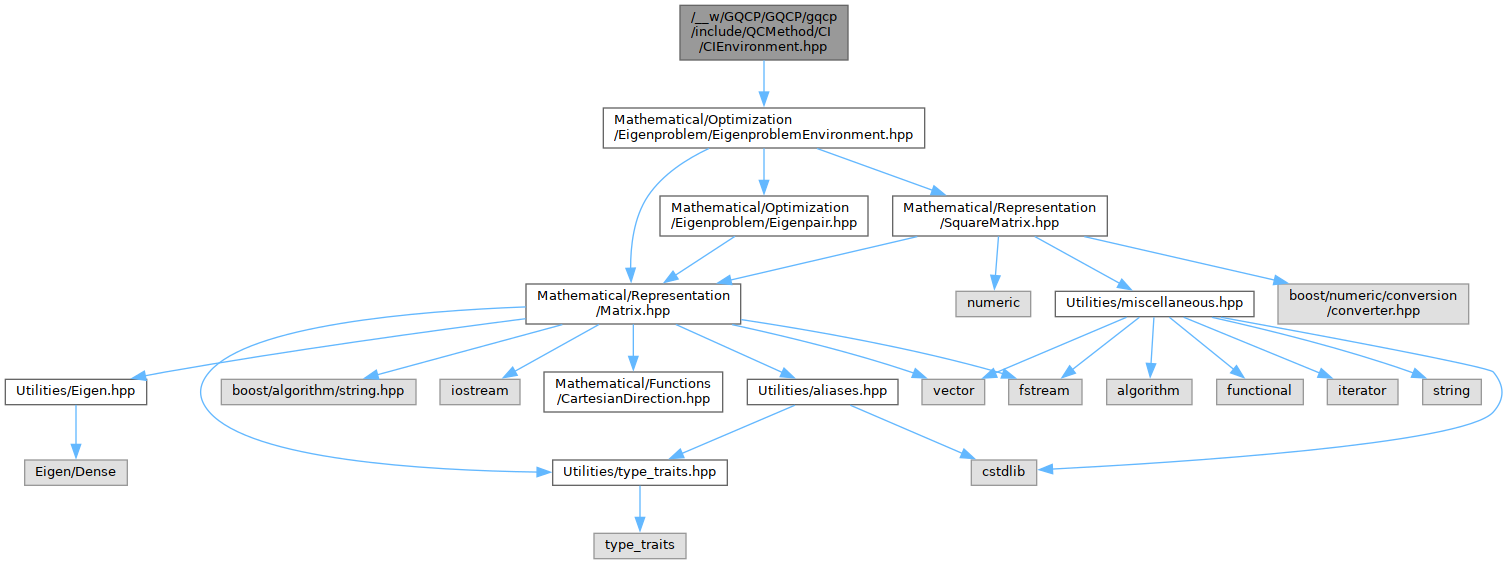 /__w/GQCP/GQCP/gqcp
/include/QCMethod/CI
/CIEnvironment.hpp
Mathematical/Optimization
/Eigenproblem/EigenproblemEnvironment.hpp
Mathematical/Optimization
/Eigenproblem/Eigenpair.hpp
Mathematical/Representation
/SquareMatrix.hpp
Mathematical/Representation
/Matrix.hpp
numeric
Utilities/miscellaneous.hpp
boost/numeric/conversion
/converter.hpp
Utilities/Eigen.hpp
boost/algorithm/string.hpp
iostream
Mathematical/Functions
/CartesianDirection.hpp
Utilities/aliases.hpp
vector
fstream
algorithm
functional
iterator
string
Eigen/Dense
Utilities/type_traits.hpp
cstdlib
type_traits